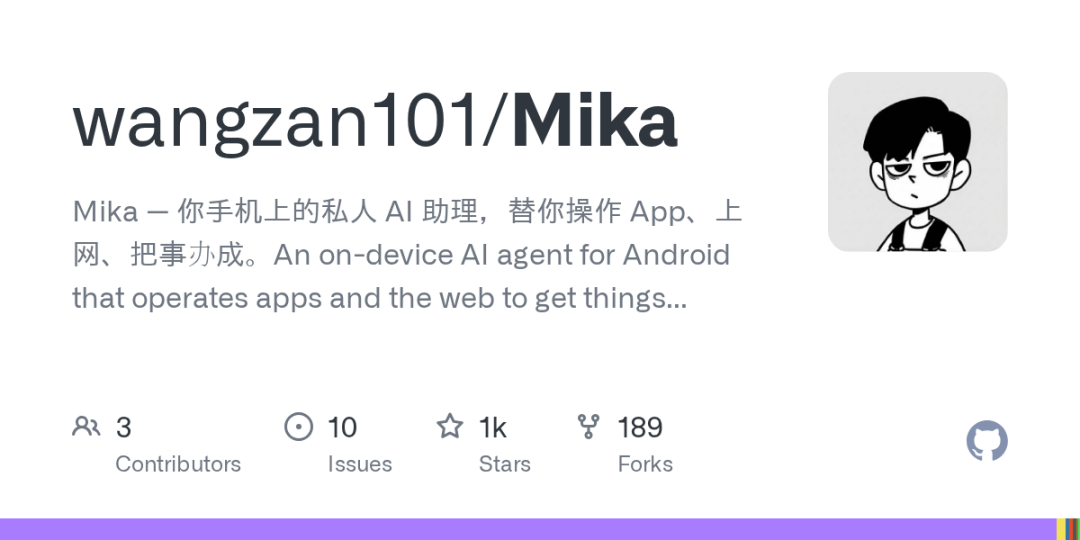 wangzan101/Mika
Mika — 你手机上的私人 AI 助理，替你操作 App、上
网、把事办成。An on-device AI agent for Android
that operates apps and the web to get things...
3
Contributors
10
Issues
1k
Stars
189
Forks